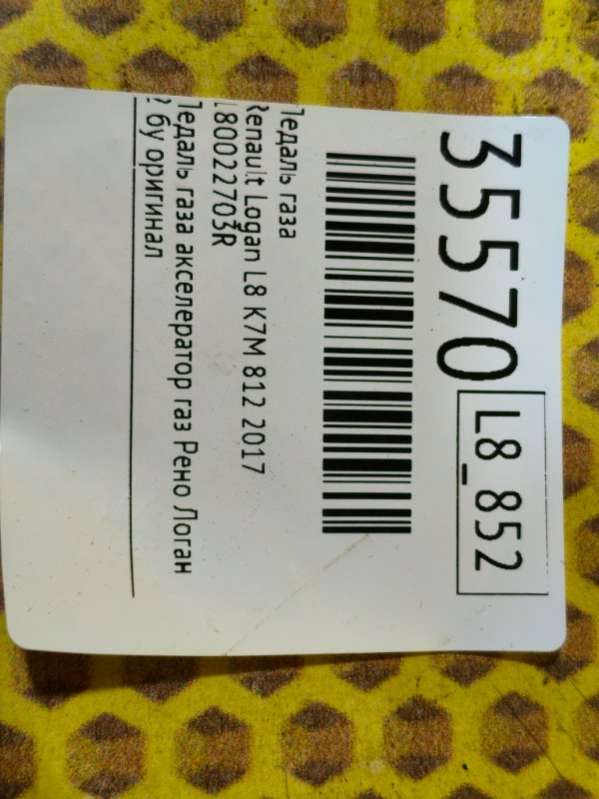 35570
L8_852
Педаль газа
Renault Logan L8 K7M 812 2017
L80022703R
Педаль газа акселератор газ Рено Логан
2 бу оригинал